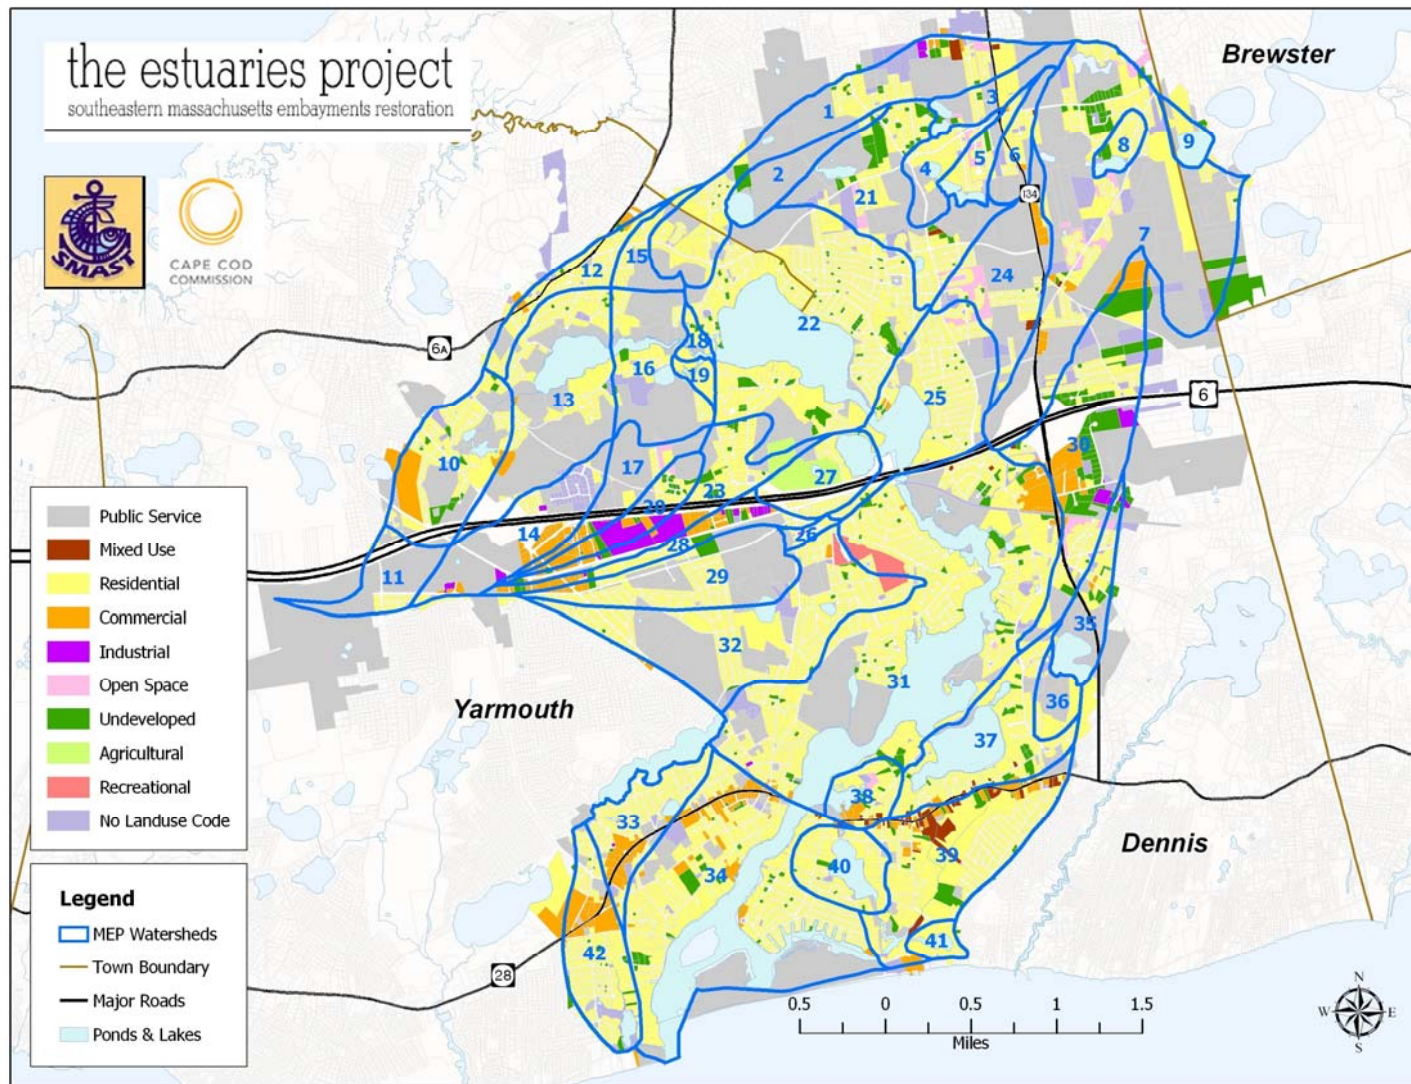 the estuaries project
southeastern massachusetts embayments restoration
SMAST
CAPE COD
COMMISSION
Brewster
1
2
3
4
5
6
7
8
9
134
21
15
12
6A
22
24
18
16
19
13
25
6
10
17
23
27
20
30
14
28
26
11
29
32
35
31
36
37
38
33
34
39
40
41
42
28
Yarmouth
Dennis
Public Service
Mixed Use
Residential
Commercial
Industrial
Open Space
Undeveloped
Agricultural
Recreational
No Landuse Code
Legend
MEP Watersheds
Town Boundary
Major Roads
Ponds & Lakes
0.5 0 0.5 1 1.5
Miles
N
W E
S